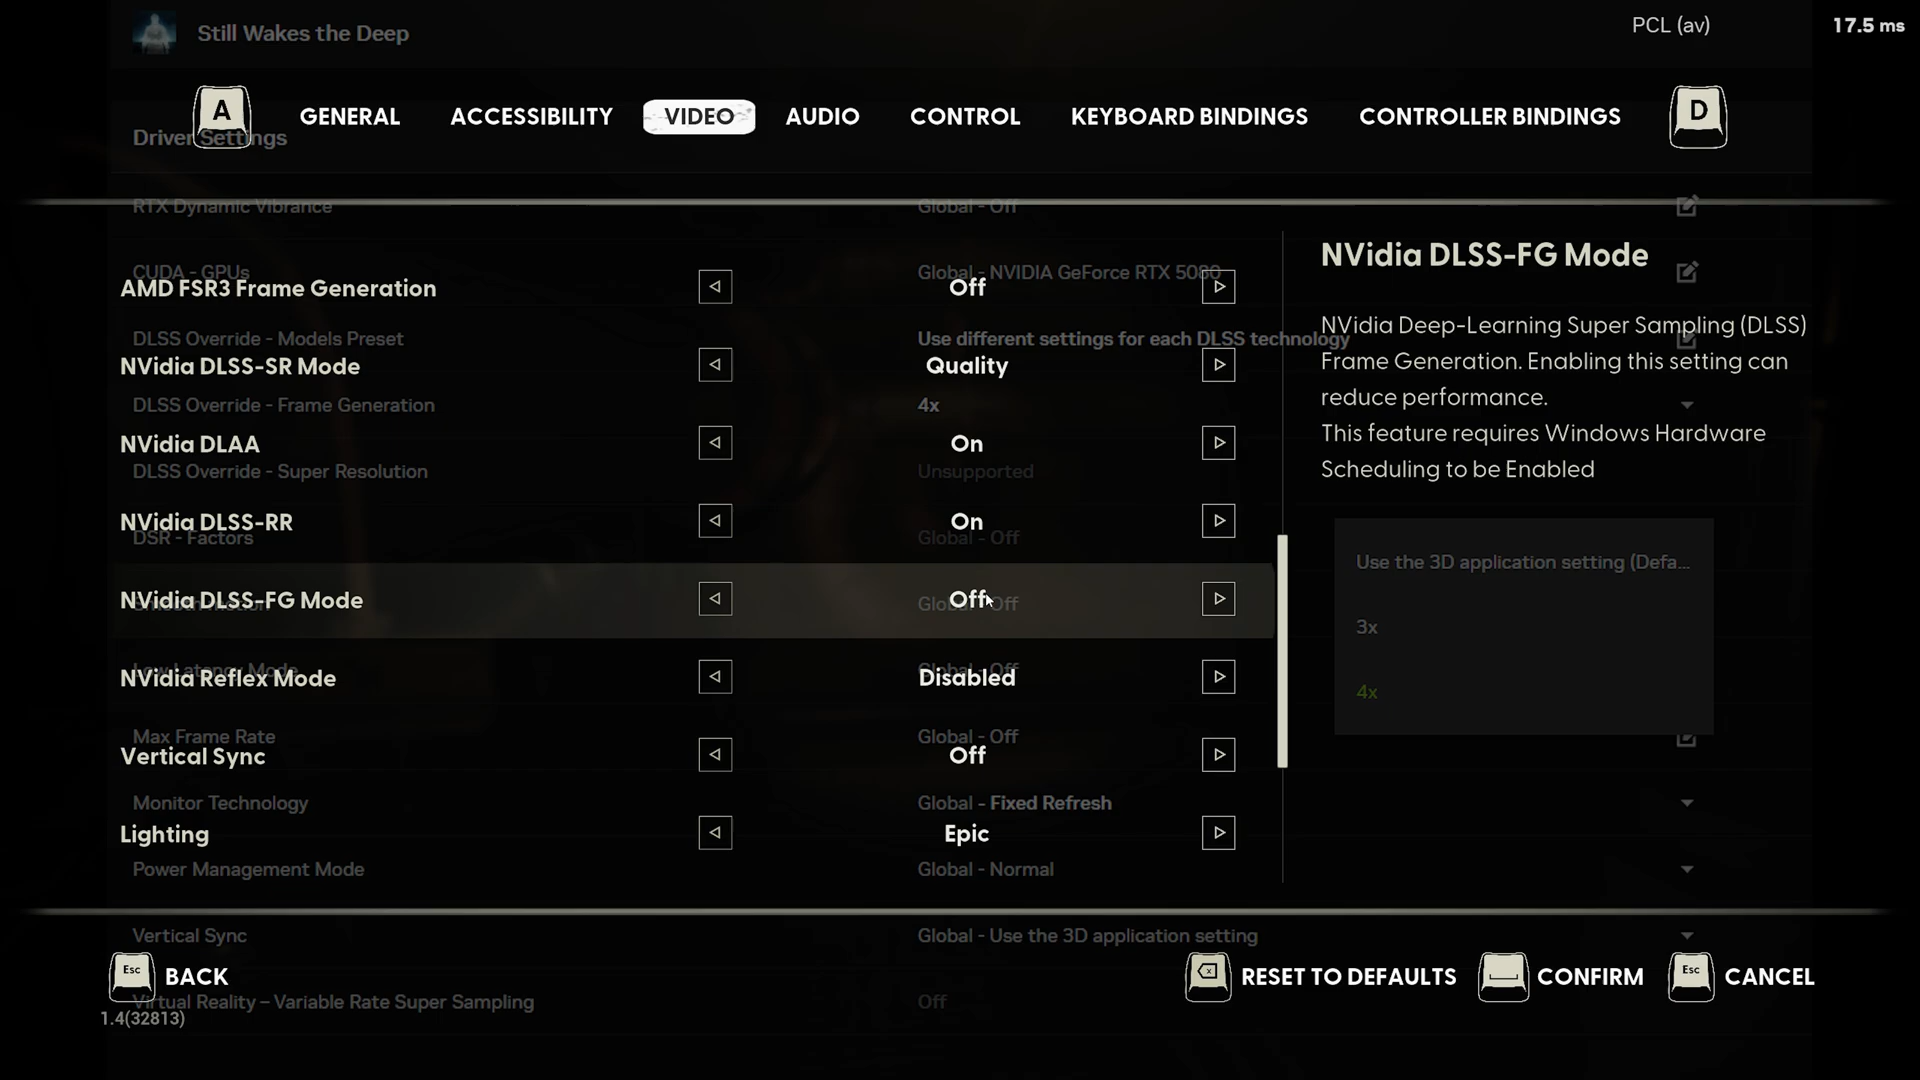 Still Wakes the Deep
PCL (av)
17.5 ms
A
GENERAL
ACCESSIBILITY
VIDEO
AUDIO
CONTROL
KEYBOARD BINDINGS
CONTROLLER BINDINGS
D
Driver Settings
RTX Dynamic Vibrance
Global - Off
CUDA - GPUs
Global - NVIDIA GeForce RTX 5080
AMD FSR3 Frame Generation
Off
DLSS Override - Models Preset
Use different settings for each DLSS technology
NVidia DLSS-SR Mode
Quality
DLSS Override - Frame Generation
4x
NVidia DLAA
On
DLSS Override - Super Resolution
Unsupported
NVidia DLSS-RR
On
DSR - Factors
Global - Off
NVidia DLSS-FG Mode
Off
Global - Off
Low Latency Mode
Global - Off
NVidia Reflex Mode
Disabled
Max Frame Rate
Global - Off
Vertical Sync
Off
Monitor Technology
Global - Fixed Refresh
Lighting
Epic
Power Management Mode
Global - Normal
Vertical Sync
Global - Use the 3D application setting
Virtual Reality – Variable Rate Super Sampling
Off
NVidia DLSS-FG Mode
NVidia Deep-Learning Super Sampling (DLSS)
Frame Generation. Enabling this setting can
reduce performance.
This feature requires Windows Hardware
Scheduling to be Enabled
Use the 3D application setting (Defa...
3x
4x
Esc
BACK
RESET TO DEFAULTS
CONFIRM
Esc
CANCEL
1.4(32813)